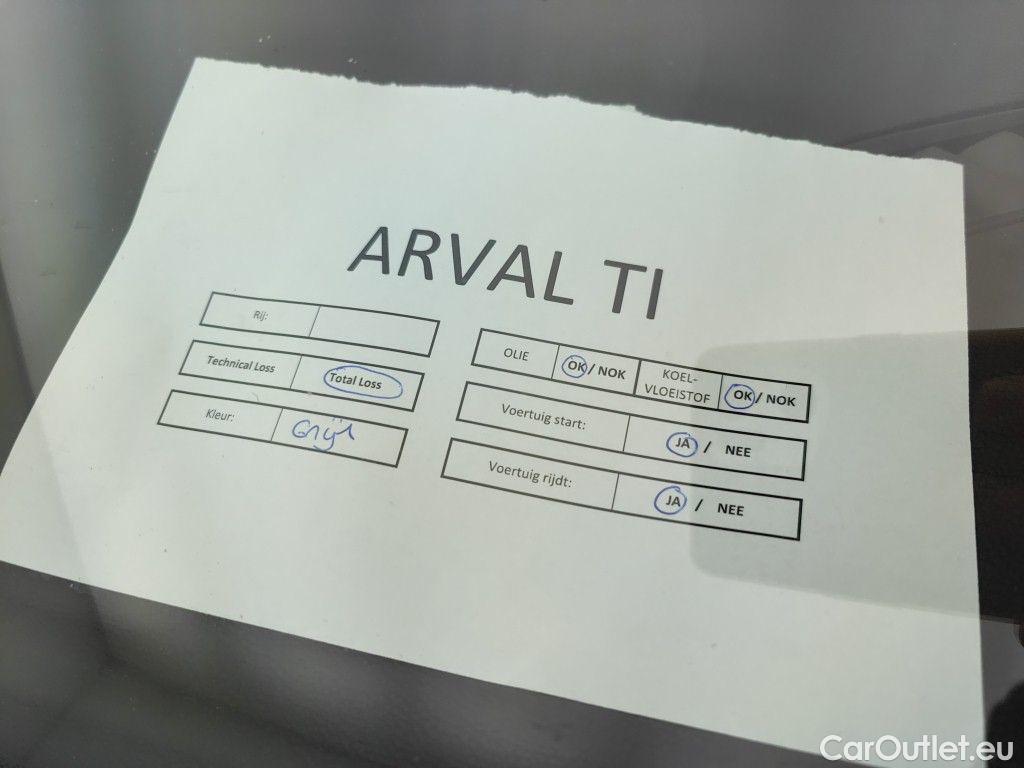 ARVAL TI
Rij:
Technical Loss Total Loss
Kleur: Grijs
OLIE OK / NOK KOEL-VLOEISTOF OK / NOK
Voertuig start: JA / NEE
Voertuig rijdt: JA / NEE
CarOutlet.eu